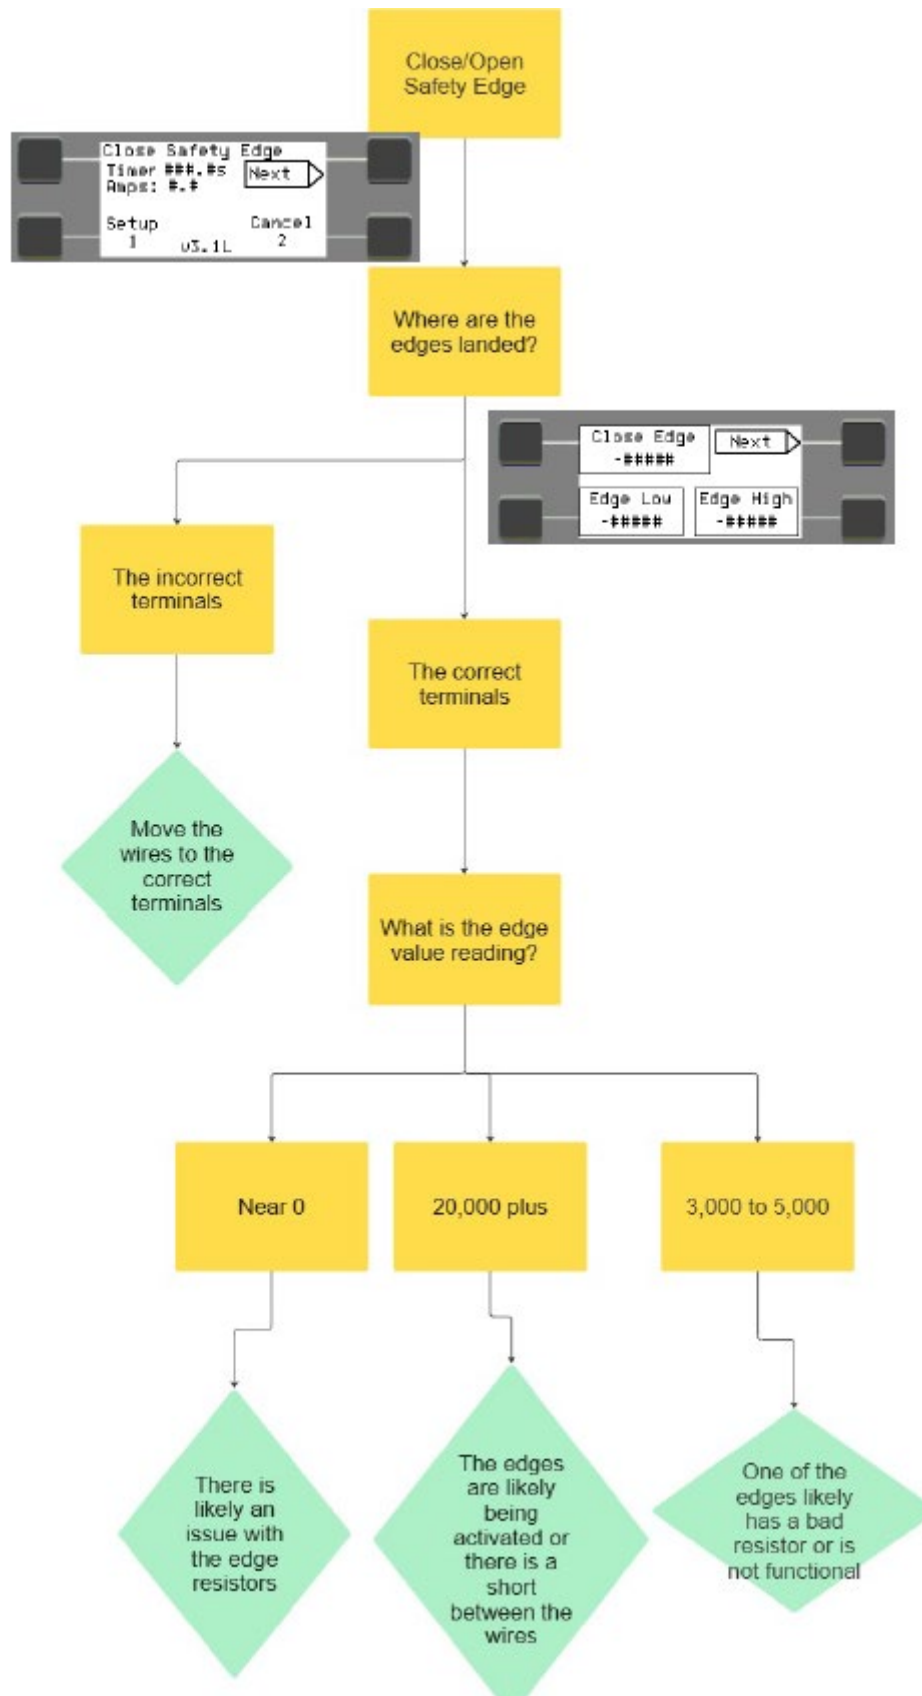 Close/Open
Safety Edge
Close Safety Edge
Timer ###.#s
Next
Amps: #.#
Setup
1
Cancel
2
v3.1L
Where are the
edges landed?
Close Edge
-#####
Next
Edge Low
-#####
Edge High
-#####
The incorrect
terminals
The correct
terminals
Move the
wires to the
correct
terminals
What is the edge
value reading?
Near 0
20,000 plus
3,000 to 5,000
There is
likely an
issue with
the edge
resistors
The edges
are likely
being
activated or
there is a
short
between the
wires
One of the
edges likely
has a bad
resistor or is
not functional